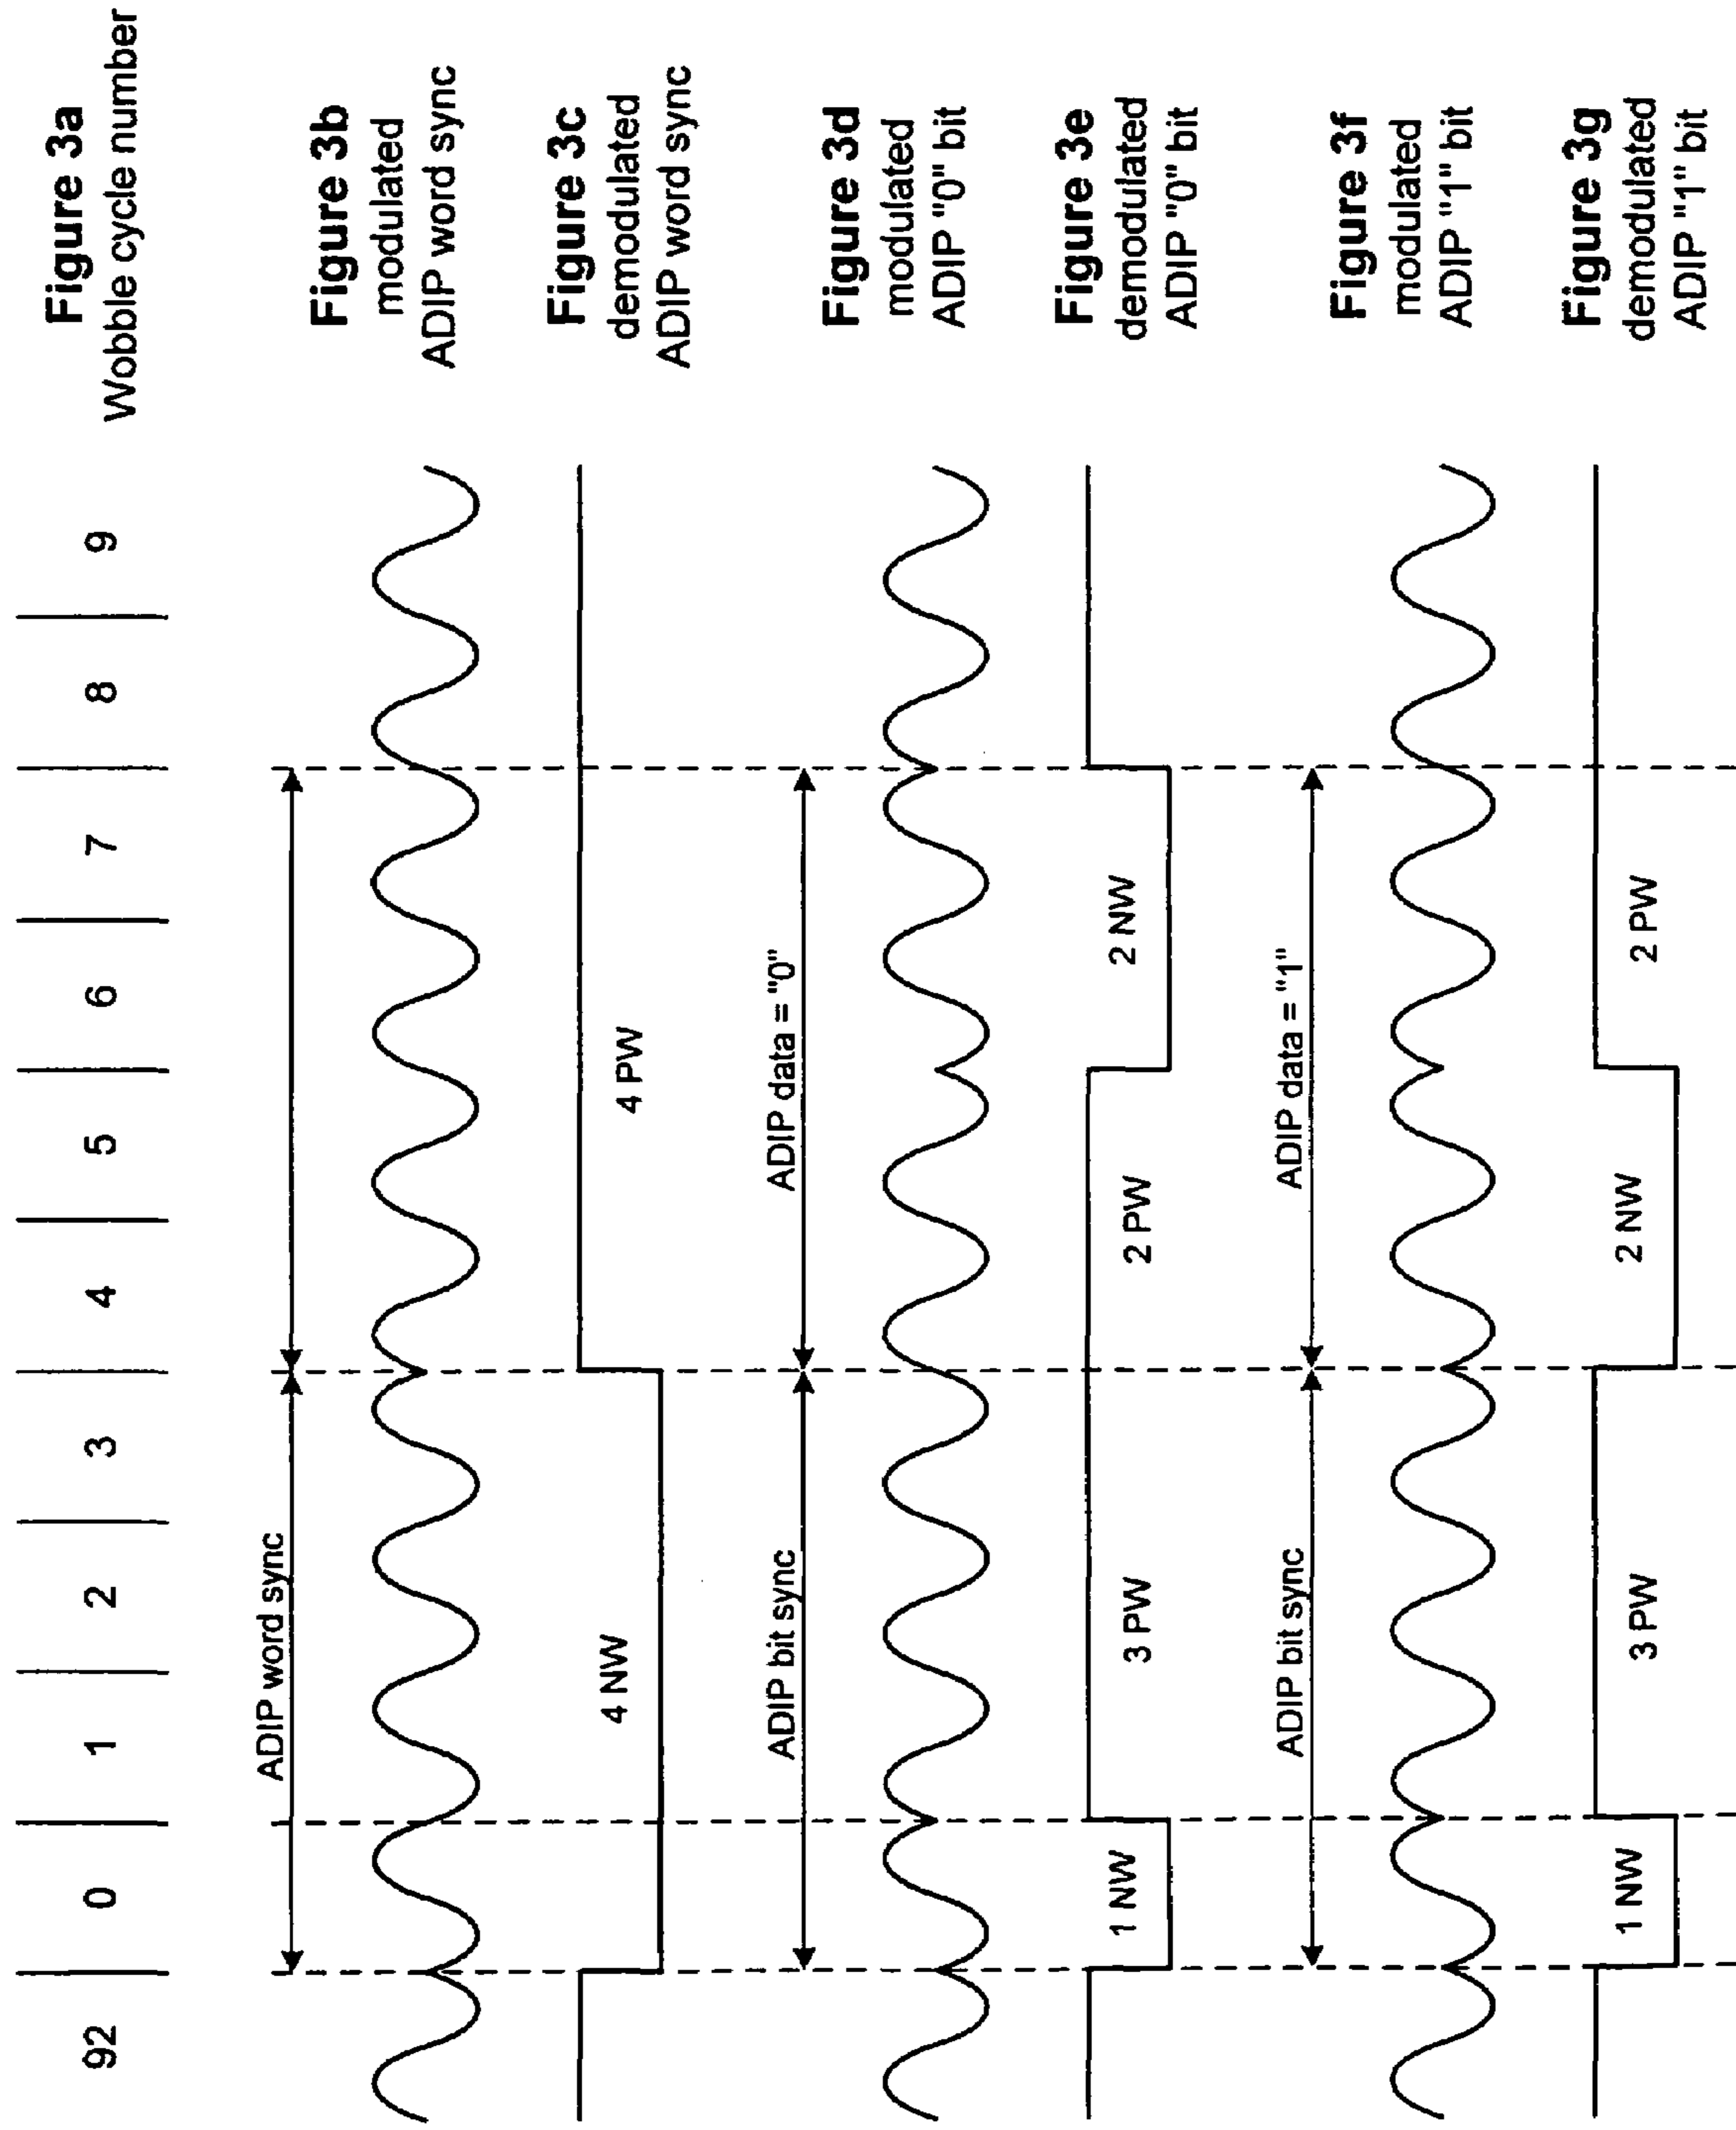 92 0 1 2 3 4 5 6 7 8 9
Figure 3a
Wobble cycle number
ADIP word sync
Figure 3b
modulated
ADIP word sync
4 NW 4 PW
Figure 3c
demodulated
ADIP word sync
ADIP bit sync ADIP data = "0"
Figure 3d
modulated
ADIP "0" bit
1 NW 3 PW 2 PW 2 NW
Figure 3e
demodulated
ADIP "0" bit
ADIP bit sync ADIP data = "1"
Figure 3f
modulated
ADIP "1" bit
1 NW 3 PW 2 NW 2 PW
Figure 3g
demodulated
ADIP "1" bit